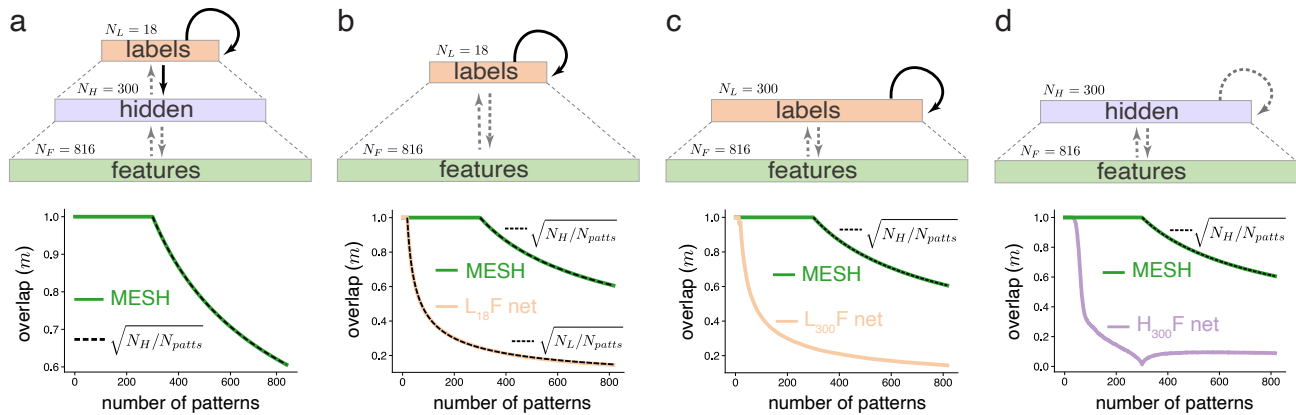 a
N_L = 18
labels
N_H = 300
hidden
N_F = 816
features
1.0
0.9
0.8
0.7
0.6
overlap (m)
MESH
√N_H/N_patts
0
200
400
600
800
number of patterns
b
N_L = 18
labels
N_F = 816
features
1.0
0.8
0.6
0.4
0.2
overlap (m)
√N_H/N_patts
MESH
L₁₈F net
√N_L/N_patts
0
200
400
600
800
number of patterns
c
N_L = 300
labels
N_F = 816
features
1.0
0.8
0.6
0.4
0.2
overlap (m)
√N_H/N_patts
MESH
L₃₀₀F net
0
200
400
600
800
number of patterns
d
N_H = 300
hidden
N_F = 816
features
1.0
0.8
0.6
0.4
0.2
0.0
overlap (m)
√N_H/N_patts
MESH
H₃₀₀F net
0
200
400
600
800
number of patterns